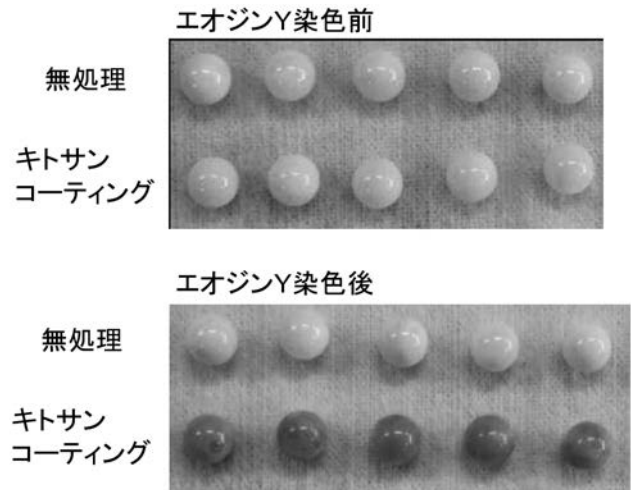 エオジンY染色前
無処理
キトサン
コーティング
エオジンY染色後
無処理
キトサン
コーティング